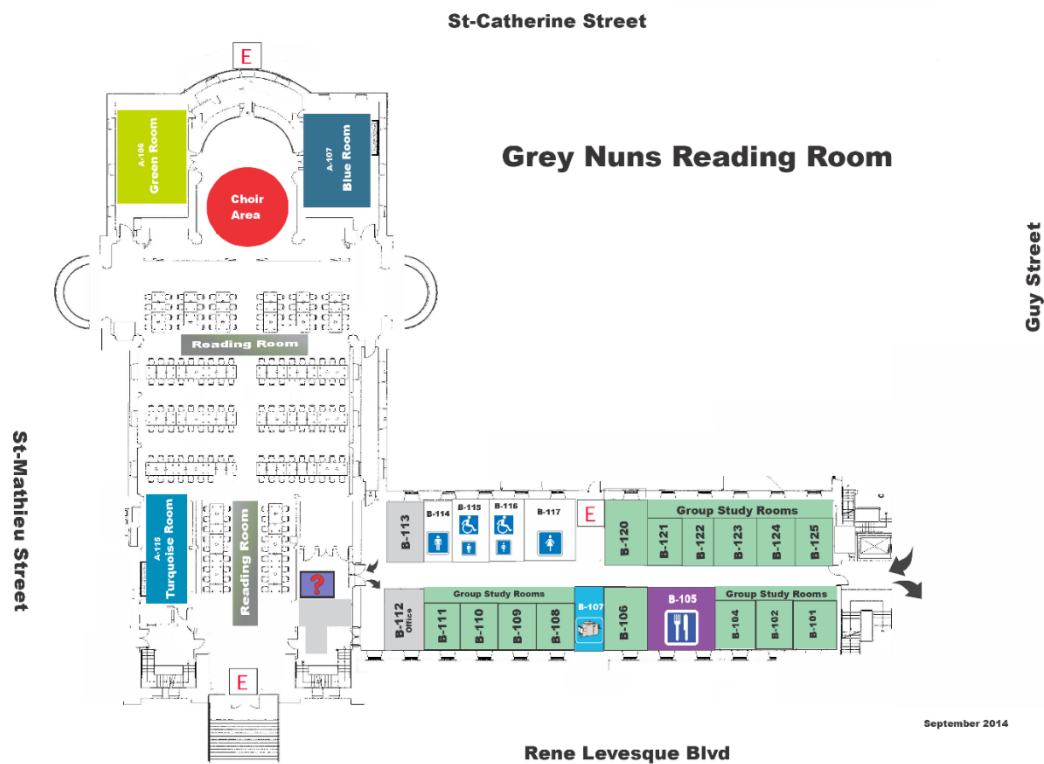 St-Catherine Street
E
A-106
Green Room
A-107
Blue Room
Choir
Area
Grey Nuns Reading Room
Guy Street
Reading Room
St-Mathieu Street
A-115
Turquoise Room
Reading Room
?
B-113
B-114
B-115
B-116
B-117
E
B-120
Group Study Rooms
B-121
B-122
B-123
B-124
B-125
C
B-112
Office
Group Study Rooms
B-111
B-110
B-109
B-108
B-107
B-106
B-105
Group Study Rooms
B-104
B-102
B-101
E
September 2014
Rene Levesque Blvd